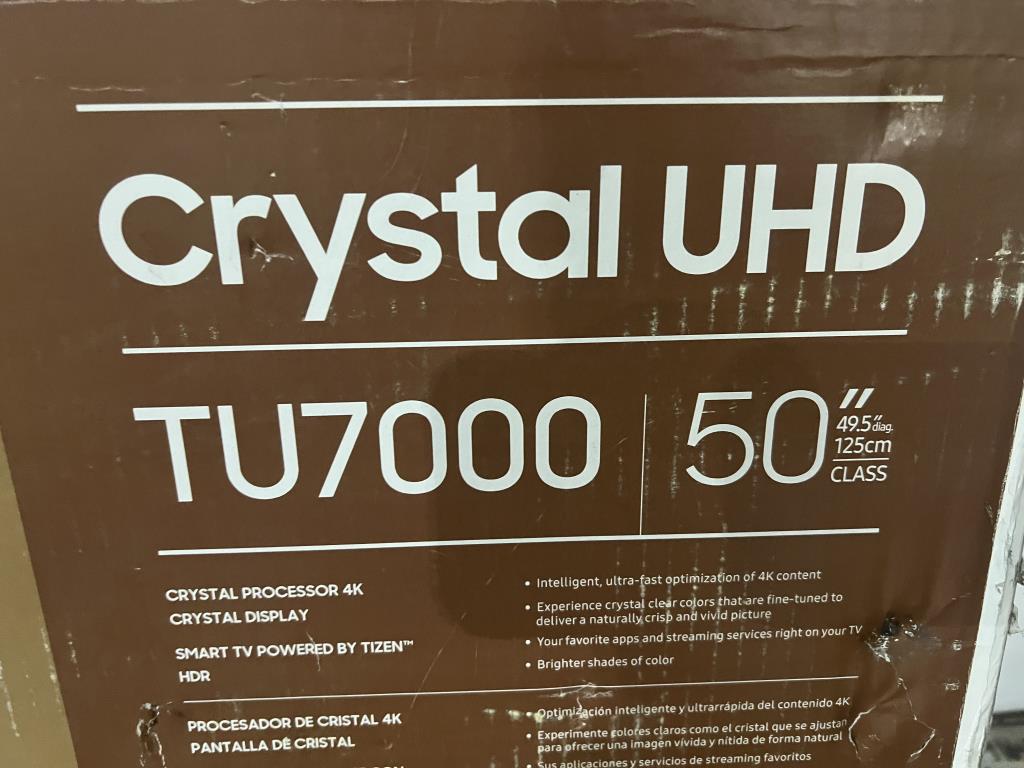 Crystal UHD
TU7000
50"
49.5"diag.
125cm
CLASS
CRYSTAL PROCESSOR 4K
CRYSTAL DISPLAY
SMART TV POWERED BY TIZEN™
HDR
• Intelligent, ultra-fast optimization of 4K content
• Experience crystal clear colors that are fine-tuned to
deliver a naturally crisp and vivid picture
• Your favorite apps and streaming services right on your TV
• Brighter shades of color
PROCESADOR DE CRISTAL 4K
PANTALLA DE CRISTAL
Optimización inteligente y ultrarrápida del contenido 4K
• Experimente colores claros como el cristal que se ajustan
para ofrecer una imagen vívida y nítida de forma natural
• Sus aplicaciones y servicios de streaming favoritos